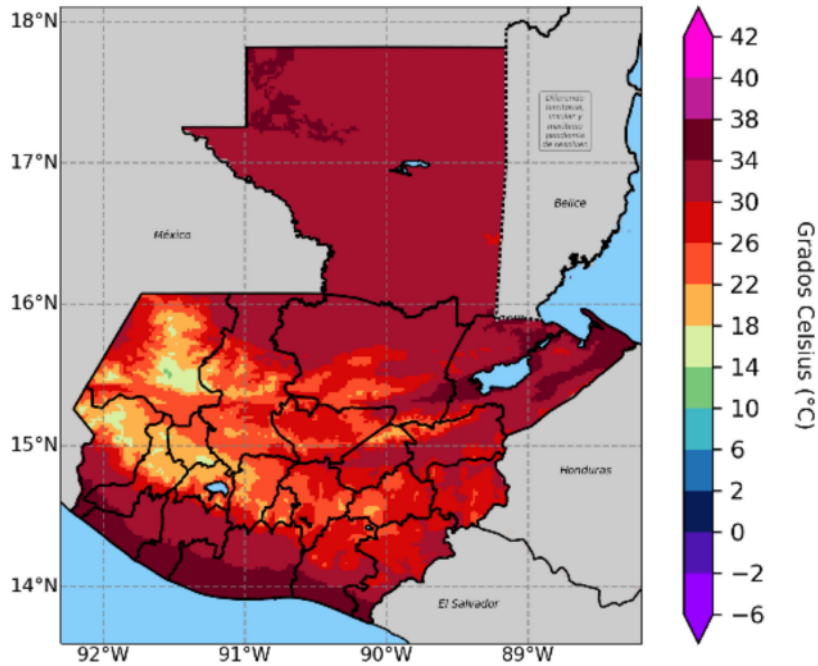 18°N
17°N
16°N
15°N
14°N
92°W 91°W 90°W 89°W
México
Diferendo
territorial,
insular y
marítimo
pendiente
de resolver.
Belice
Honduras
El Salvador
42
40
38
34
30
26
22
18
14
10
6
2
0
−2
−6
Grados Celsius (°C)